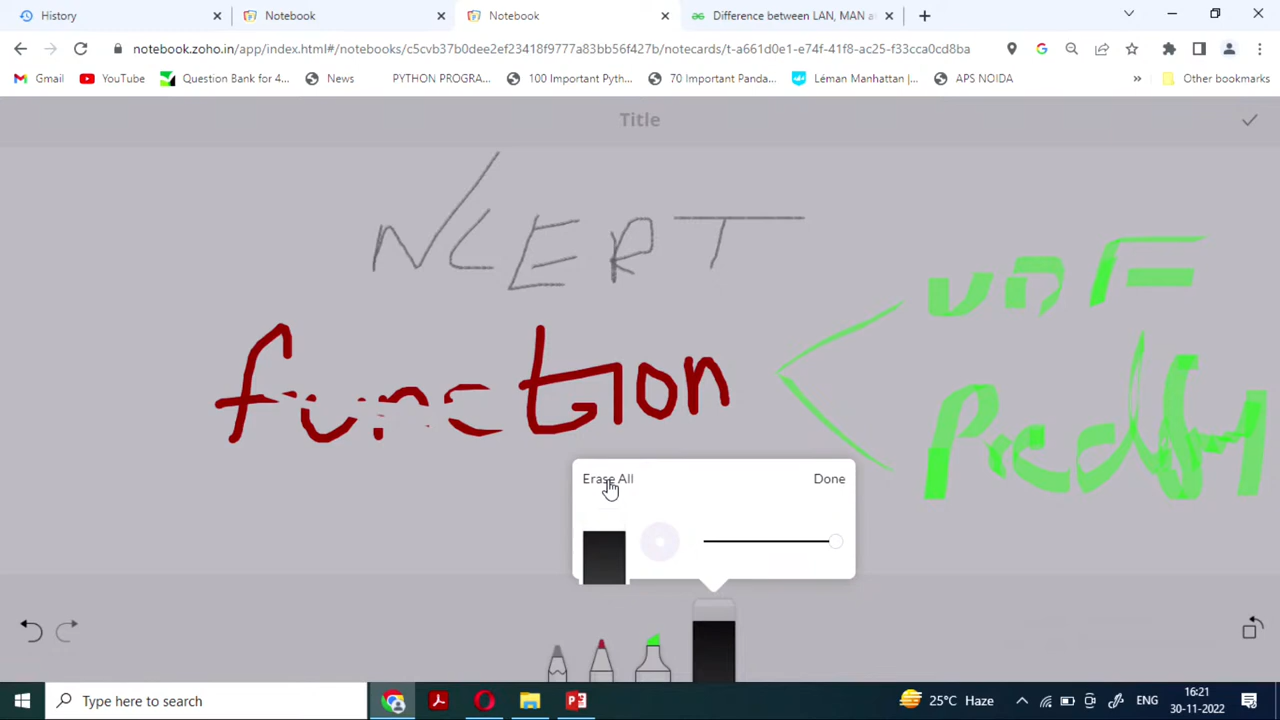 History
Notebook
Notebook
Difference between LAN, MAN a
notebook.zoho.in/app/index.html#/notebooks/c5cvb37b0dee2ef23418f9777a83bb56f427b/notecards/t-a661d0e1-e74f-41f8-ac25-f33cca0cd8ba
Gmail YouTube Question Bank for 4... News PYTHON PROGRA... 100 Important Pyth... 70 Important Panda... Léman Manhattan |... APS NOIDA » Other bookmarks
Title
NCERT
UDF
function
Erase All Done
Type here to search
25°C Haze
ENG
16:21
30-11-2022